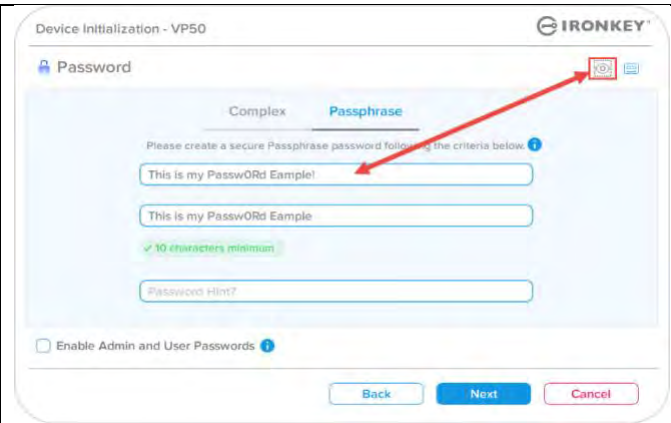 Device Initialization - VP50
IRONKEY
Password
Complex Passphrase
Please create a secure Passphrase password following the criteria below.
This is my Passw0Rd Eample!
This is my Passw0Rd Eample
✓ 10 characters minimum
Password Hint?
Enable Admin and User Passwords
Back Next Cancel